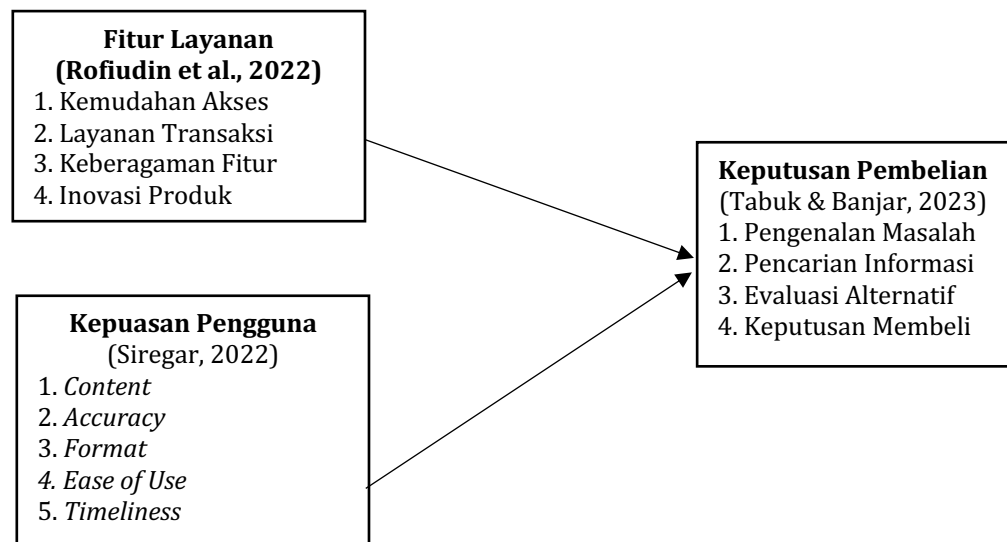 Fitur Layanan
(Rofiudin et al., 2022)
1. Kemudahan Akses
2. Layanan Transaksi
3. Keberagaman Fitur
4. Inovasi Produk
Kepuasan Pengguna
(Siregar, 2022)
1. Content
2. Accuracy
3. Format
4. Ease of Use
5. Timeliness
Keputusan Pembelian
(Tabuk & Banjar, 2023)
1. Pengenalan Masalah
2. Pencarian Informasi
3. Evaluasi Alternatif
4. Keputusan Membeli